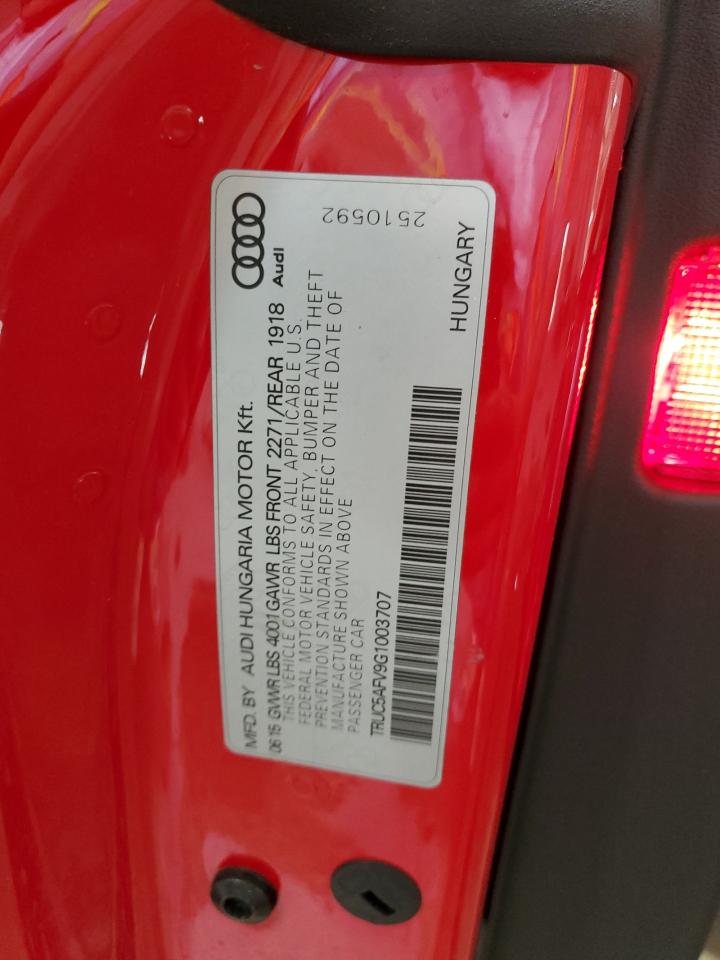 MFD. BY AUDI HUNGARIA MOTOR Kft.
06 15 GVWR LBS 4001 GAWR LBS FRONT 2271/REAR 1918
THIS VEHICLE CONFORMS TO ALL APPLICABLE U.S.
FEDERAL MOTOR VEHICLE SAFETY, BUMPER AND THEFT
PREVENTION STANDARDS IN EFFECT ON THE DATE OF
MANUFACTURE SHOWN ABOVE
PASSENGER CAR
TRUC5AFV9G1003707
Audi
2510592
HUNGARY